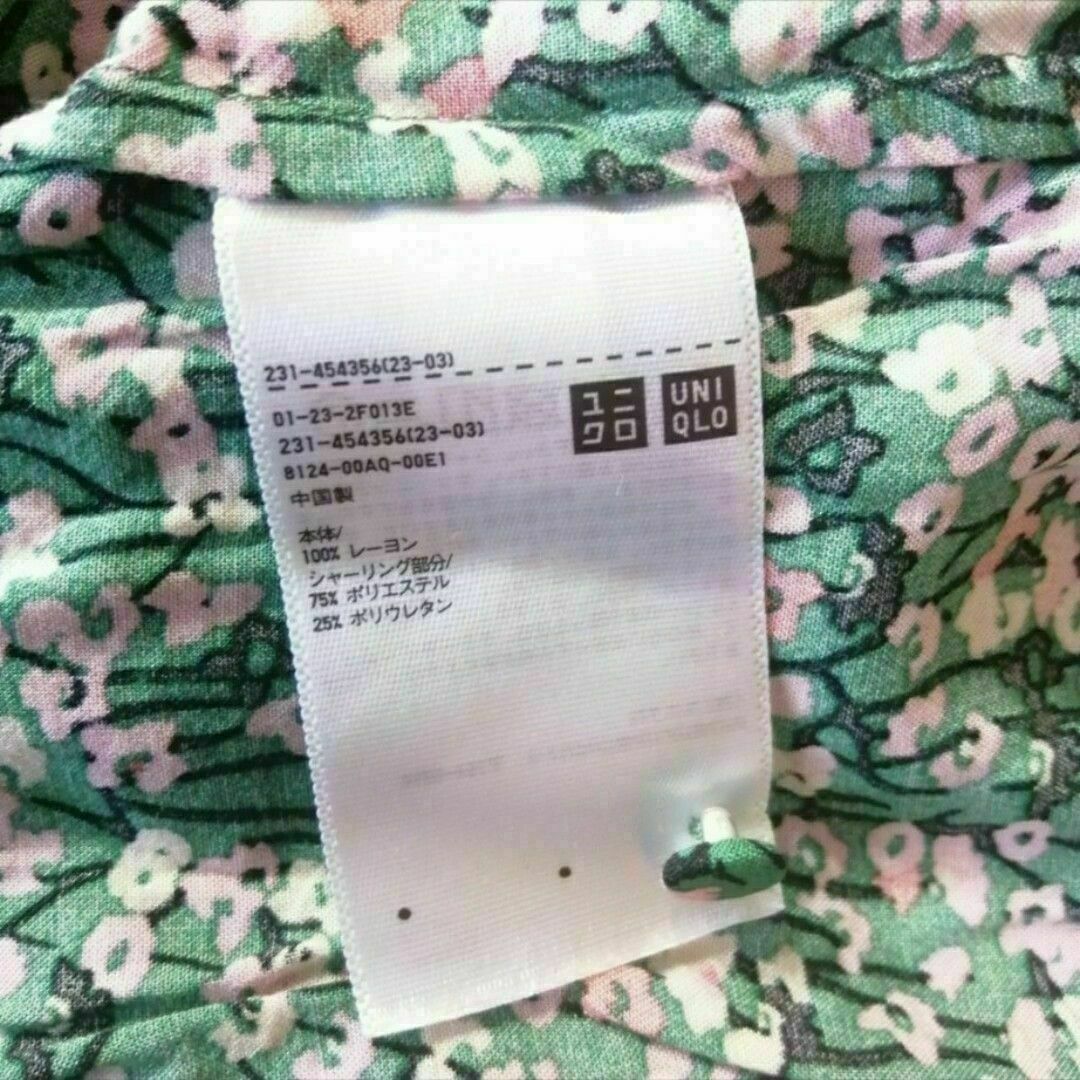 231-454356(23-03)
01-23-2F013E
231-454356(23-03)
8124-00AQ-00E1
中国製
ユニ
クロ
UNI
QLO
本体/
100% レーヨン
シャーリング部分/
75% ポリエステル
25% ポリウレタン